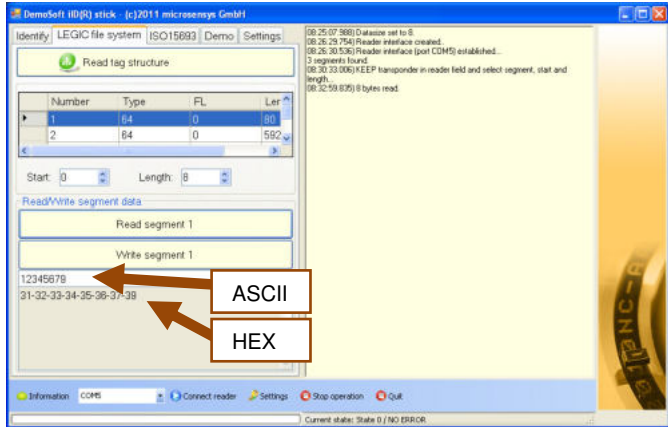 DemoSoft iID(R) stick - (c)2011 microsensys GmbH
Identify LEGIC file system ISO15693 Demo Settings
Read tag structure
Number Type FL Ler
1 64 0 80
2 64 0 592
Start: 0 Length: 8
Read/Write segment data
Read segment 1
Write segment 1
12345679
31-32-33-34-35-36-37-39
ASCII
HEX
08:25:07.988) Datasize set to 8.
08:26:29.754) Reader interface created..
08:26:30.536) Reader interface (port COM5) established...
3 segments found.
08:30:33.006) KEEP transponder in reader field and select segment, start and
length...
08:32:59.835) 8 bytes read.
Information COM5 Connect reader Settings Stop operation Quit
Current state: State 0 / NO ERROR